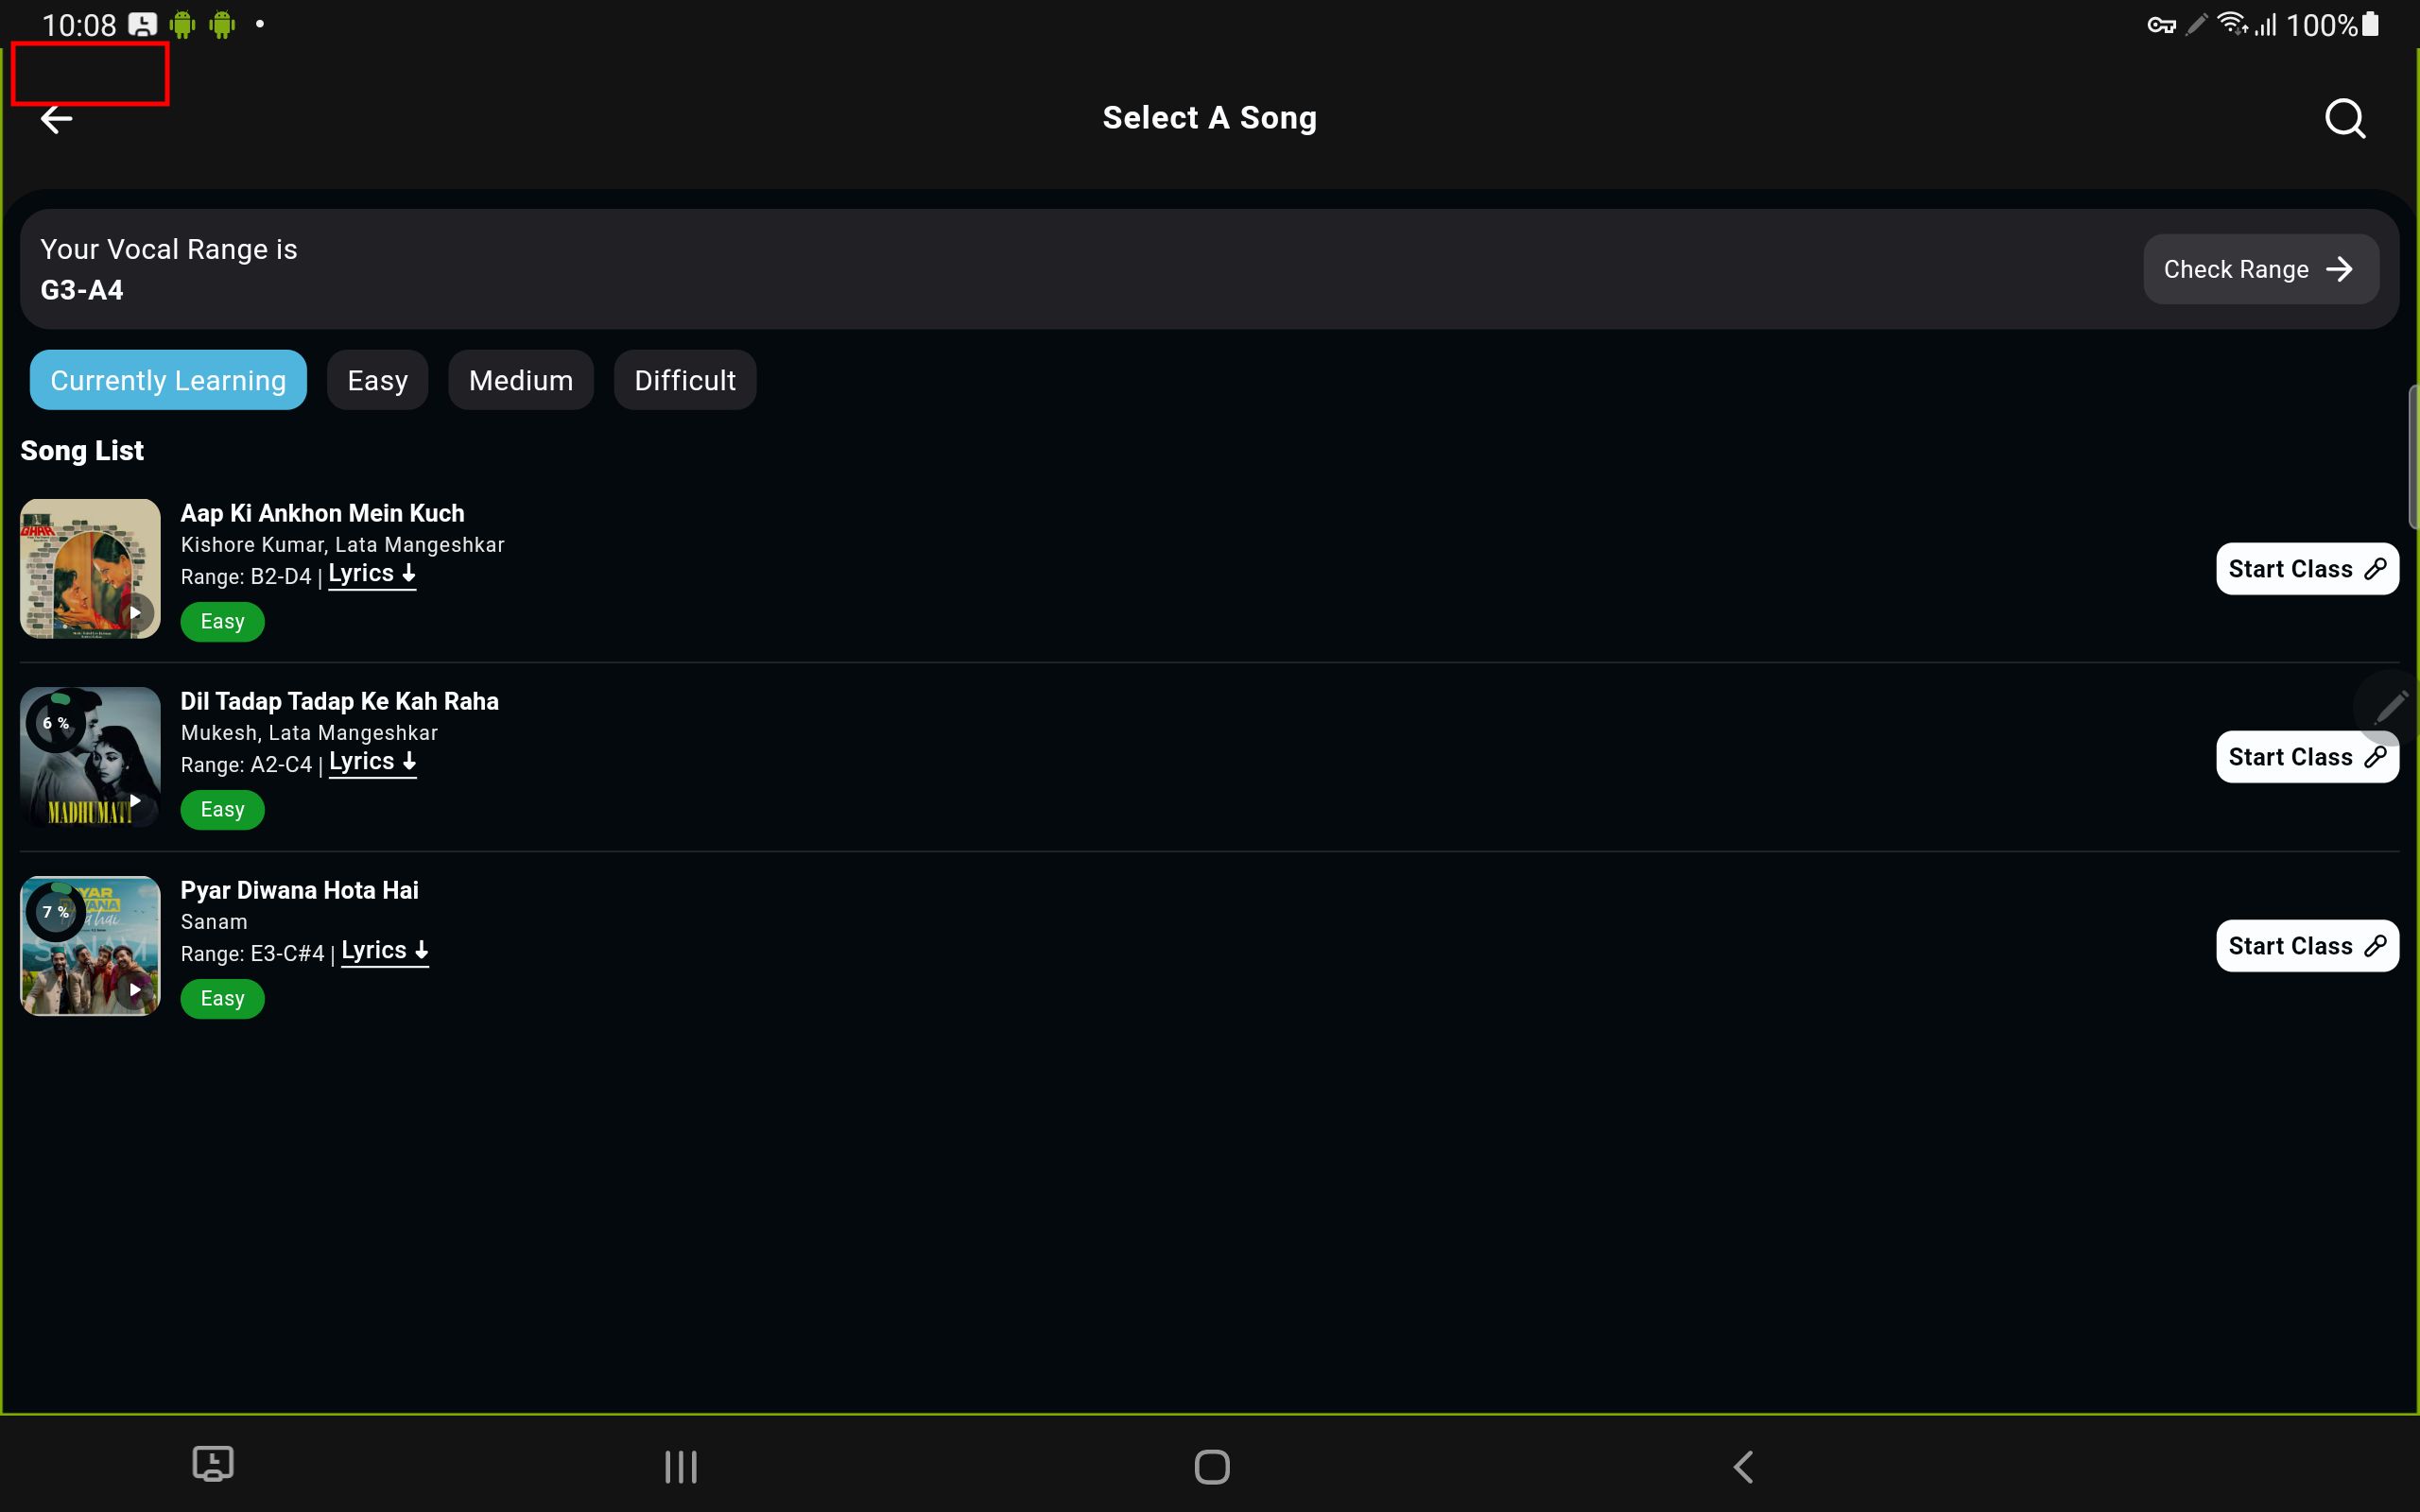 10:08
100%
Select A Song
Your Vocal Range is
G3-A4
Check Range
Currently Learning
Easy
Medium
Difficult
Song List
Aap Ki Ankhon Mein Kuch
Kishore Kumar, Lata Mangeshkar
Range: B2-D4 | Lyrics
Easy
Start Class
6 %
MADHUMATI
Dil Tadap Tadap Ke Kah Raha
Mukesh, Lata Mangeshkar
Range: A2-C4 | Lyrics
Easy
Start Class
7 %
Pyar Diwana Hota Hai
Sanam
Range: E3-C#4 | Lyrics
Easy
Start Class